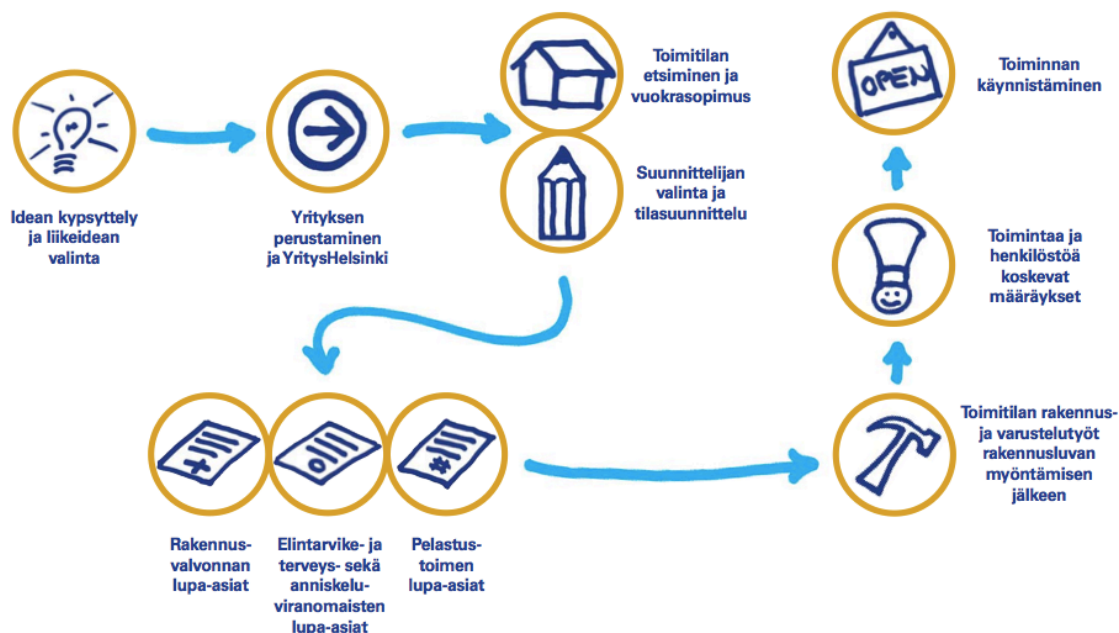 Idean kypsyttely
ja liikeidean
valinta
Yrityksen
perustaminen
ja YritysHelsinki
Toimitilan
etsiminen ja
vuokrasopimus
Suunnittelijan
valinta ja
tilasuunnittelu
Rakennus-
valvonnan
lupa-asiat
Elintarvike- ja
terveys- sekä
anniskelu-
viranomaisten
lupa-asiat
Pelastus-
toimen
lupa-asiat
Toimitilan rakennus-
ja varustelutyöt
rakennusluvan
myöntämisen
jälkeen
Toimintaa ja
henkilöstöä
koskevat
määräykset
OPEN
Toiminnan
käynnistäminen